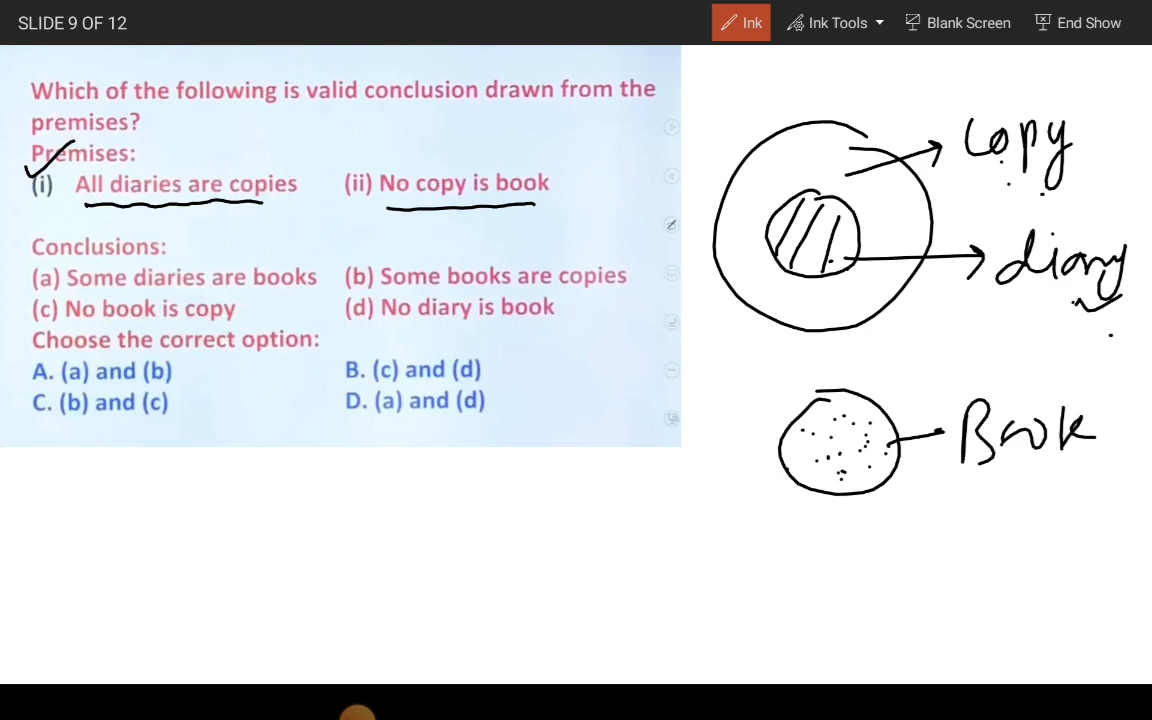 SLIDE 9 OF 12
Ink
Ink Tools
Blank Screen
End Show
Which of the following is valid conclusion drawn from the
premises?
Premises:
(i) All diaries are copies (ii) No copy is book
Conclusions:
(a) Some diaries are books (b) Some books are copies
(c) No book is copy (d) No diary is book
Choose the correct option:
A. (a) and (b) B. (c) and (d)
C. (b) and (c) D. (a) and (d)
Copy
diary
Book